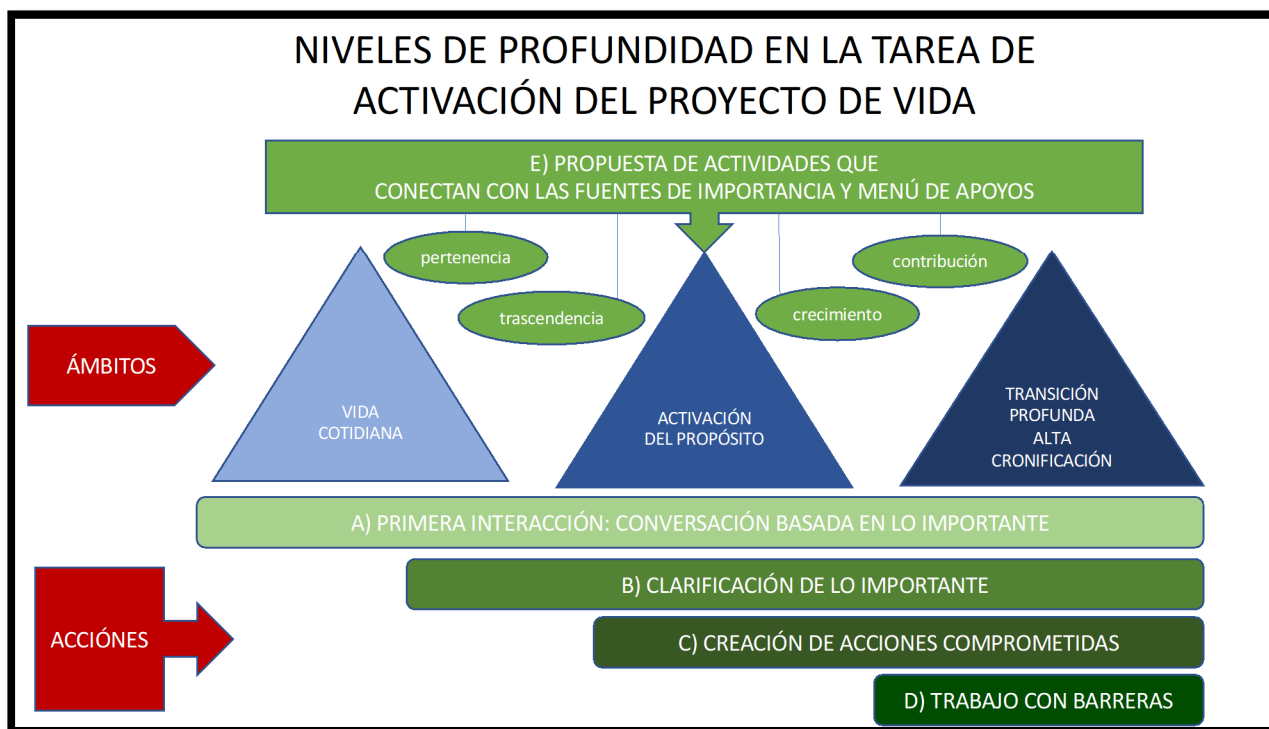 NIVELES DE PROFUNDIDAD EN LA TAREA DE
ACTIVACIÓN DEL PROYECTO DE VIDA
E) PROPUESTA DE ACTIVIDADES QUE
CONECTAN CON LAS FUENTES DE IMPORTANCIA Y MENÚ DE APOYOS
pertenencia
contribución
trascendencia
crecimiento
ÁMBITOS
VIDA
COTIDIANA
ACTIVACIÓN
DEL PROPÓSITO
TRANSICIÓN
PROFUNDA
ALTA
CRONIFICACIÓN
A) PRIMERA INTERACCIÓN: CONVERSACIÓN BASADA EN LO IMPORTANTE
B) CLARIFICACIÓN DE LO IMPORTANTE
ACCIÓNES
C) CREACIÓN DE ACCIONES COMPROMETIDAS
D) TRABAJO CON BARRERAS